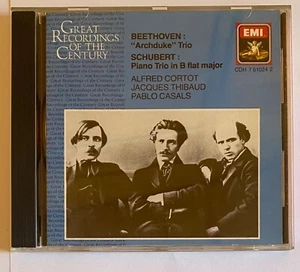 GREAT
RECORDINGS
OF THE
CENTURY
BEETHOVEN :
"Archduke" Trio
SCHUBERT :
Piano Trio in B flat major
ALFRED CORTOT
JACQUES THIBAUD
PABLO CASALS
EMI
CDH 7 61024 2